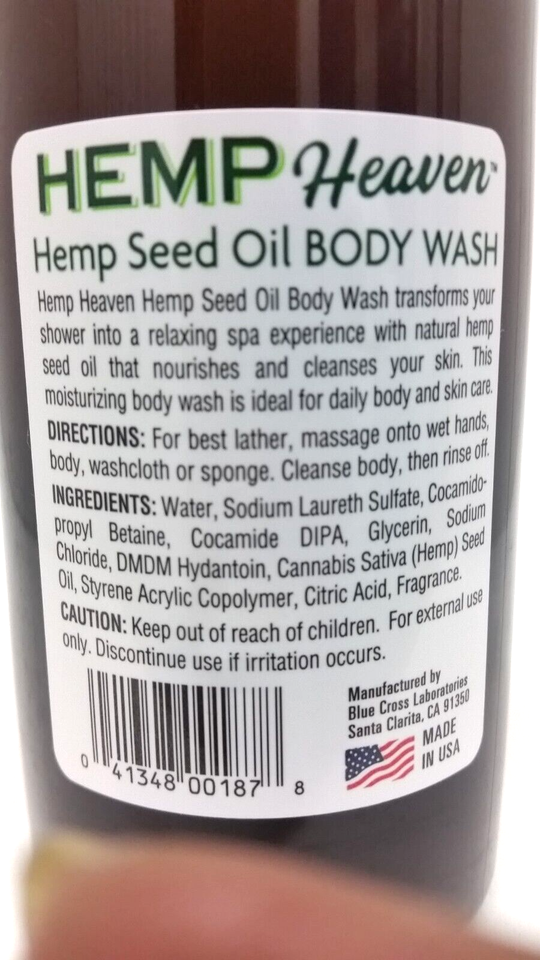 HEMP Heaven™
Hemp Seed Oil BODY WASH
Hemp Heaven Hemp Seed Oil Body Wash transforms your
shower into a relaxing spa experience with natural hemp
seed oil that nourishes and cleanses your skin. This
moisturizing body wash is ideal for daily body and skin care.
DIRECTIONS: For best lather, massage onto wet hands,
body, washcloth or sponge. Cleanse body, then rinse off.
INGREDIENTS: Water, Sodium Laureth Sulfate, Cocamido-
propyl Betaine, Cocamide DIPA, Glycerin, Sodium
Chloride, DMDM Hydantoin, Cannabis Sativa (Hemp) Seed
Oil, Styrene Acrylic Copolymer, Citric Acid, Fragrance.
CAUTION: Keep out of reach of children. For external use
only. Discontinue use if irritation occurs.
Manufactured by
Blue Cross Laboratories
Santa Clarita, CA 91350
MADE
IN USA
0 41348 00187 8